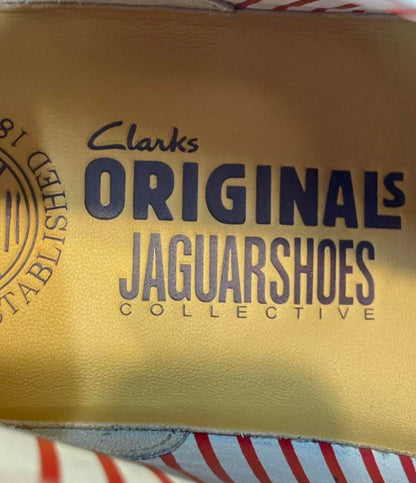 Clarks
ORIGINALS
JAGUARSHOES
COLLECTIVE
ESTABLISHED 18